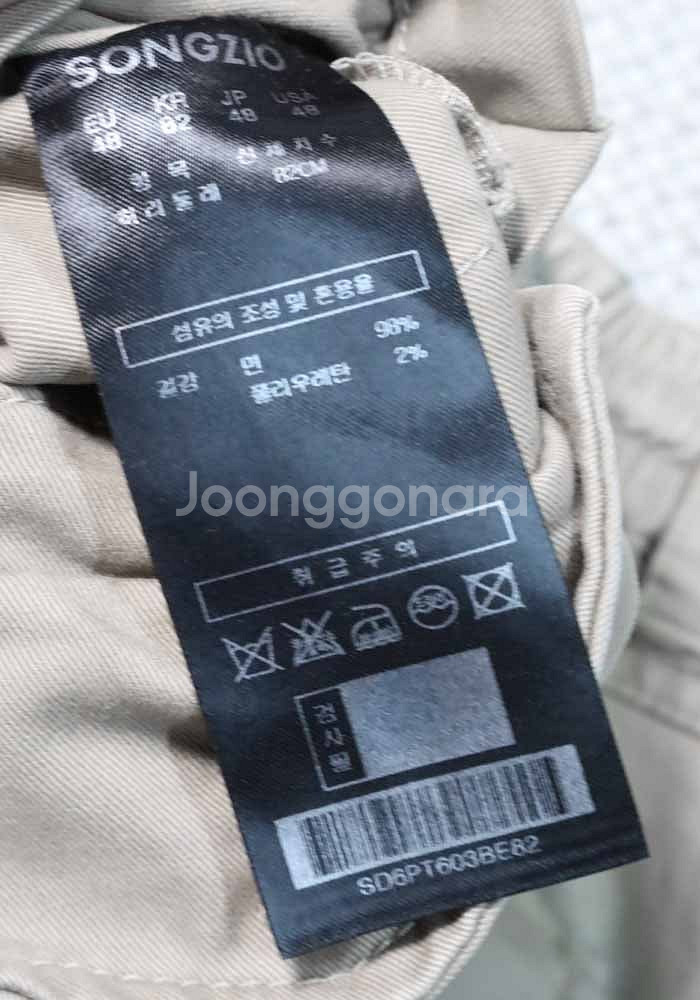 SONGZIO
EU KR JP USA
48 82 48 48
항 목 신체치수
허리둘레 82CM
섬유의 조성 및 혼용율
겉감 면 98%
폴리우레탄 2%
Joonggonara
취급주의
검사필
SD6PT603BE82